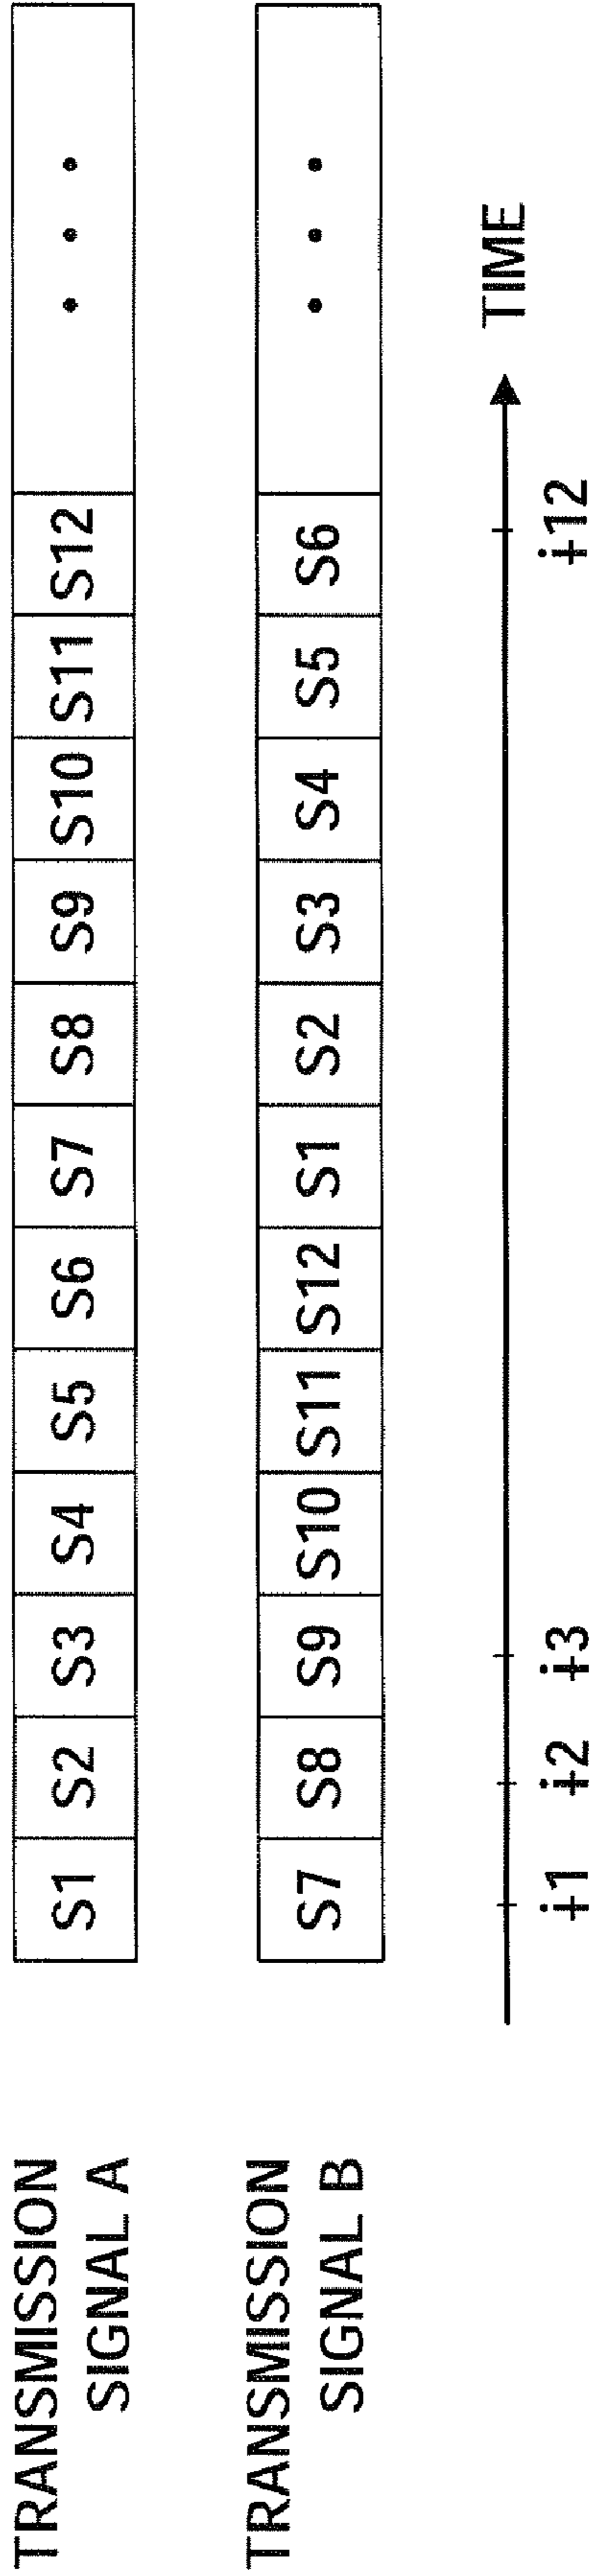 TRANSMISSION
SIGNAL A
S1 S2 S3 S4 S5 S6 S7 S8 S9 S10 S11 S12 • • •
TRANSMISSION
SIGNAL B
S7 S8 S9 S10 S11 S12 S1 S2 S3 S4 S5 S6 • • •
TIME
i1 i2 i3 i12